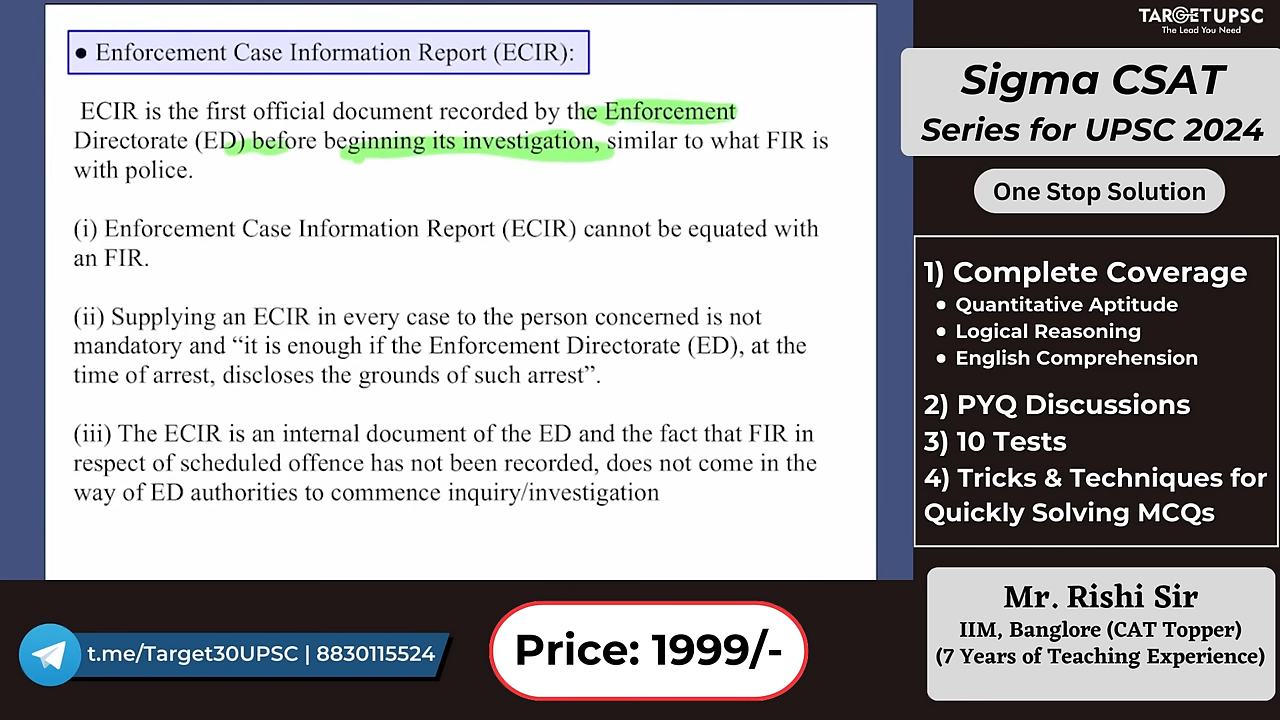 ● Enforcement Case Information Report (ECIR):
ECIR is the first official document recorded by the Enforcement
Directorate (ED) before beginning its investigation, similar to what FIR is
with police.
(i) Enforcement Case Information Report (ECIR) cannot be equated with
an FIR.
(ii) Supplying an ECIR in every case to the person concerned is not
mandatory and “it is enough if the Enforcement Directorate (ED), at the
time of arrest, discloses the grounds of such arrest”.
(iii) The ECIR is an internal document of the ED and the fact that FIR in
respect of scheduled offence has not been recorded, does not come in the
way of ED authorities to commence inquiry/investigation
TARGETUPSC
The Lead You Need
Sigma CSAT
Series for UPSC 2024
One Stop Solution
1) Complete Coverage
● Quantitative Aptitude
● Logical Reasoning
● English Comprehension
2) PYQ Discussions
3) 10 Tests
4) Tricks & Techniques for
Quickly Solving MCQs
Mr. Rishi Sir
IIM, Banglore (CAT Topper)
(7 Years of Teaching Experience)
t.me/Target30UPSC | 8830115524
Price: 1999/-